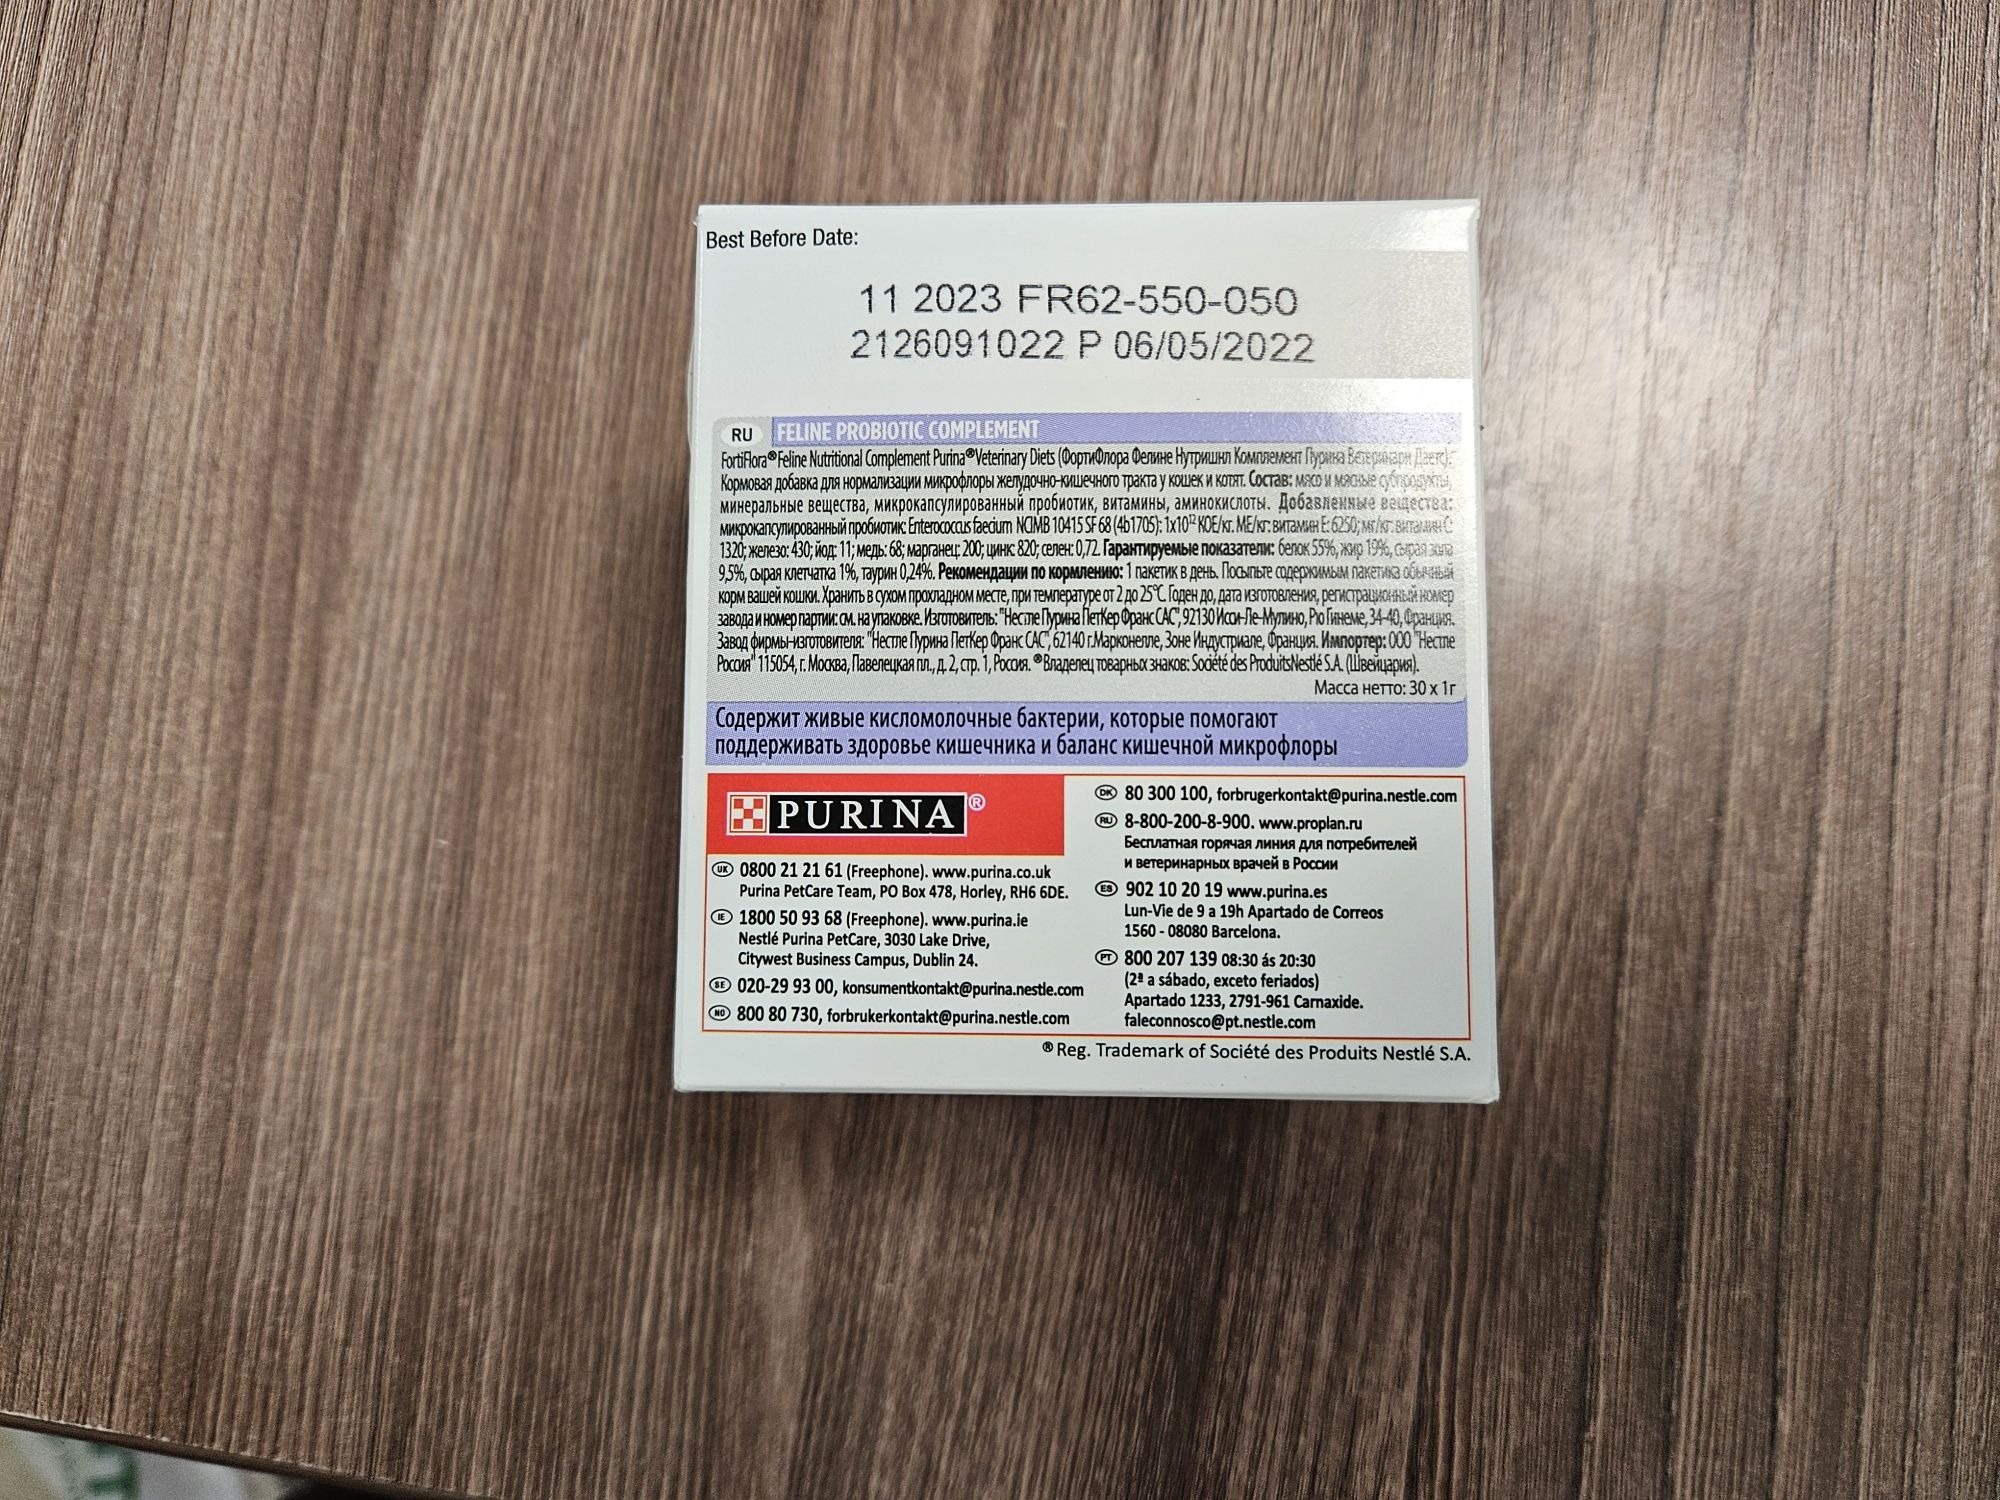 Best Before Date:
11 2023 FR62-550-050
2126091022 P 06/05/2022
RU FELINE PROBIOTIC COMPLEMENT
FortiFlora® Feline Nutritional Complement Purina® Veterinary Diets (ФортиФлора Фелине Нутришнл Комплемент Пурина Ветеринари Даетс).
Кормовая добавка для нормализации микрофлоры желудочно-кишечного тракта у кошек и котят. Состав: мясо и мясные субпродукты,
минеральные вещества, микрокапсулированный пробиотик, витамины, аминокислоты. Добавленные вещества:
микрокапсулированный пробиотик: Enterococcus faecium NCIMB 10415 SF 68 (4b1705): 1x10¹² КОЕ/кг. МЕ/кг: витамин Е: 6250; мг/кг: витамин С:
1320; железо: 430; йод: 11; медь: 68; марганец: 200; цинк: 820; селен: 0,72. Гарантируемые показатели: белок 55%, жир 19%, сырая зола
9,5%, сырая клетчатка 1%, таурин 0,24%. Рекомендации по кормлению: 1 пакетик в день. Посыпьте содержимым пакетика обычный
корм вашей кошки. Хранить в сухом прохладном месте, при температуре от 2 до 25°C. Годен до, дата изготовления, регистрационный номер
завода и номер партии: см. на упаковке. Изготовитель: "Нестле Пурина ПетКер Франс САС", 92130 Исси-Ле-Мулино, Рю Гинеме, 34-40, Франция.
Завод фирмы-изготовителя: "Нестле Пурина ПетКер Франс САС", 62140 г.Марконелле, Зоне Индустриале, Франция. Импортер: ООО "Нестле
Россия" 115054, г. Москва, Павелецкая пл., д. 2, стр. 1, Россия. ®Владелец товарных знаков: Société des ProduitsNestlé S.A. (Швейцария).
Масса нетто: 30 x 1г
Содержит живые кисломолочные бактерии, которые помогают
поддерживать здоровье кишечника и баланс кишечной микрофлоры
PURINA®
UK 0800 21 21 61 (Freephone). www.purina.co.uk
Purina PetCare Team, PO Box 478, Horley, RH6 6DE.
IE 1800 50 93 68 (Freephone). www.purina.ie
Nestlé Purina PetCare, 3030 Lake Drive,
Citywest Business Campus, Dublin 24.
SE 020-29 93 00, konsumentkontakt@purina.nestle.com
NO 800 80 730, forbrukerkontakt@purina.nestle.com
DK 80 300 100, forbrugerkontakt@purina.nestle.com
RU 8-800-200-8-900. www.proplan.ru
Бесплатная горячая линия для потребителей
и ветеринарных врачей в России
ES 902 10 20 19 www.purina.es
Lun-Vie de 9 a 19h Apartado de Correos
1560 - 08080 Barcelona.
PT 800 207 139 08:30 ás 20:30
(2ª a sábado, exceto feriados)
Apartado 1233, 2791-961 Carnaxide.
faleconnosco@pt.nestle.com
® Reg. Trademark of Société des Produits Nestlé S.A.